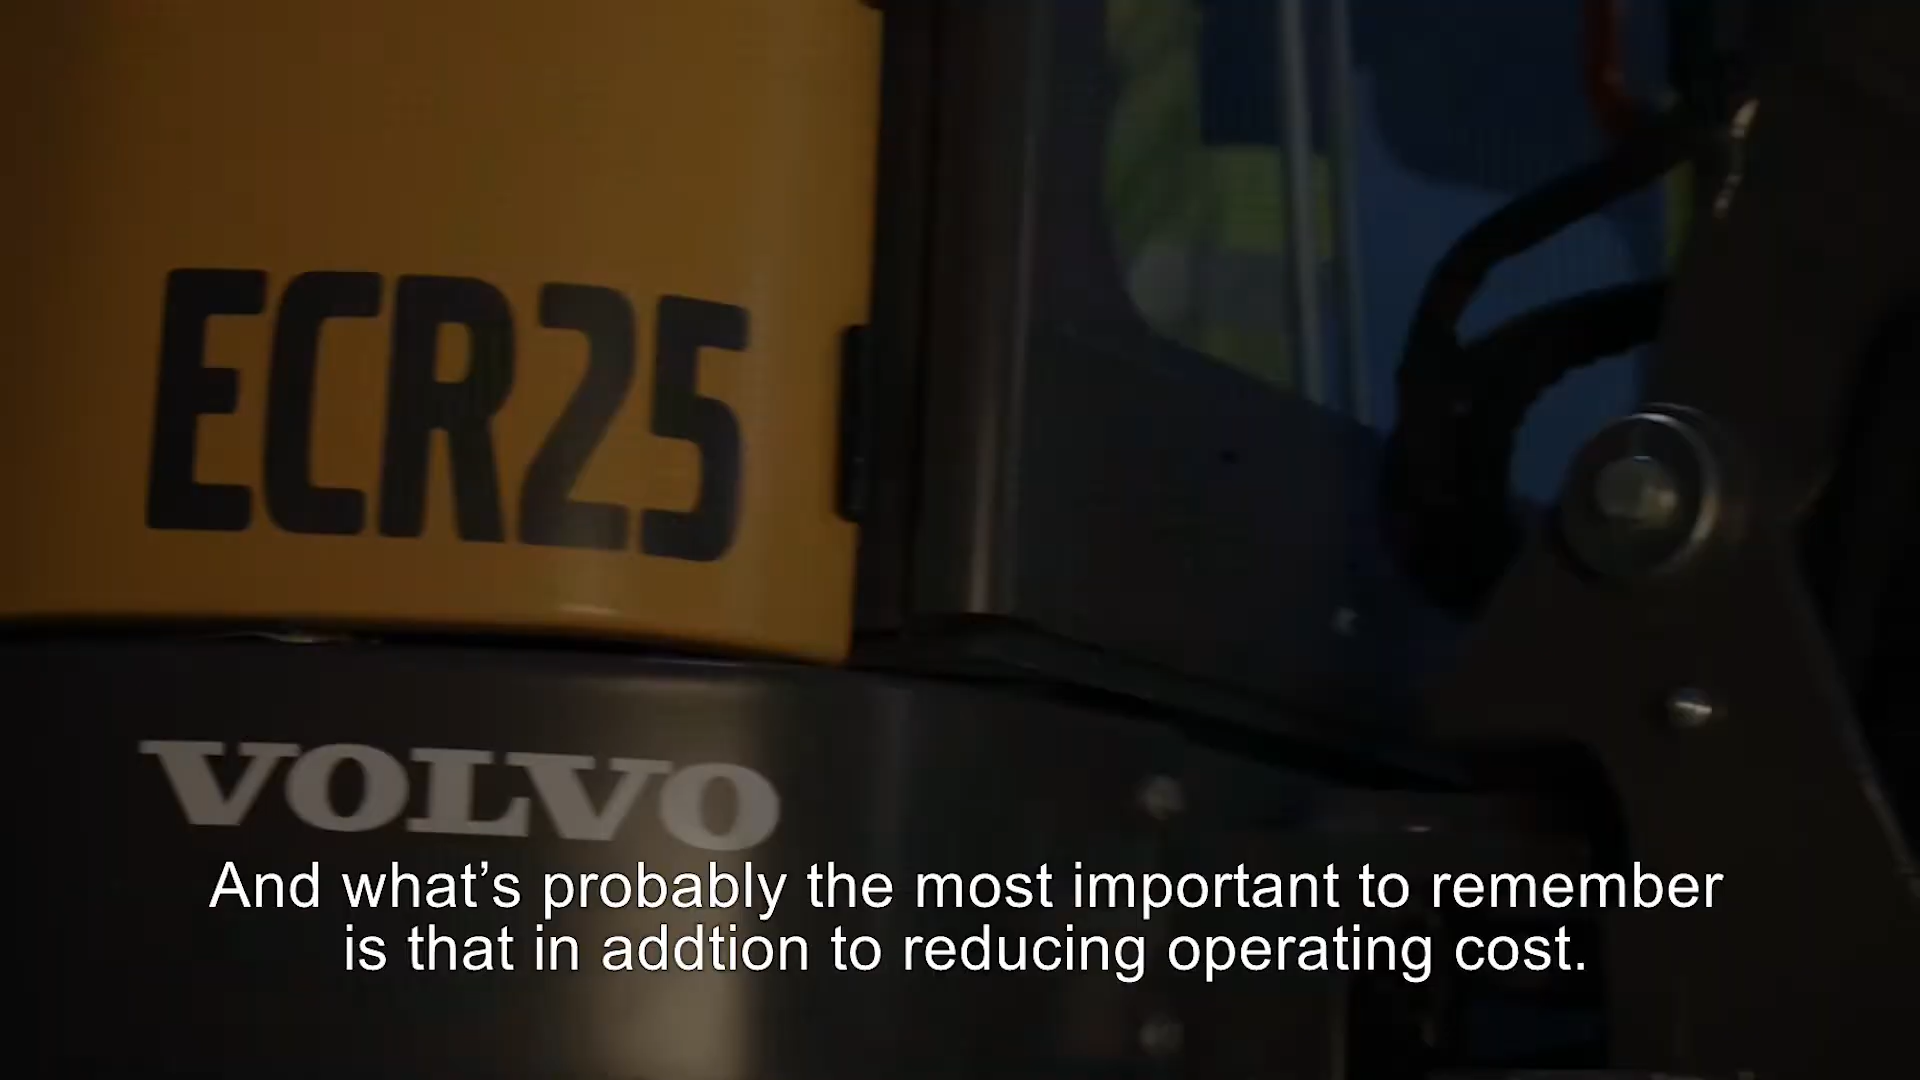 ECR25
VOLVO
And what’s probably the most important to remember
is that in addtion to reducing operating cost.